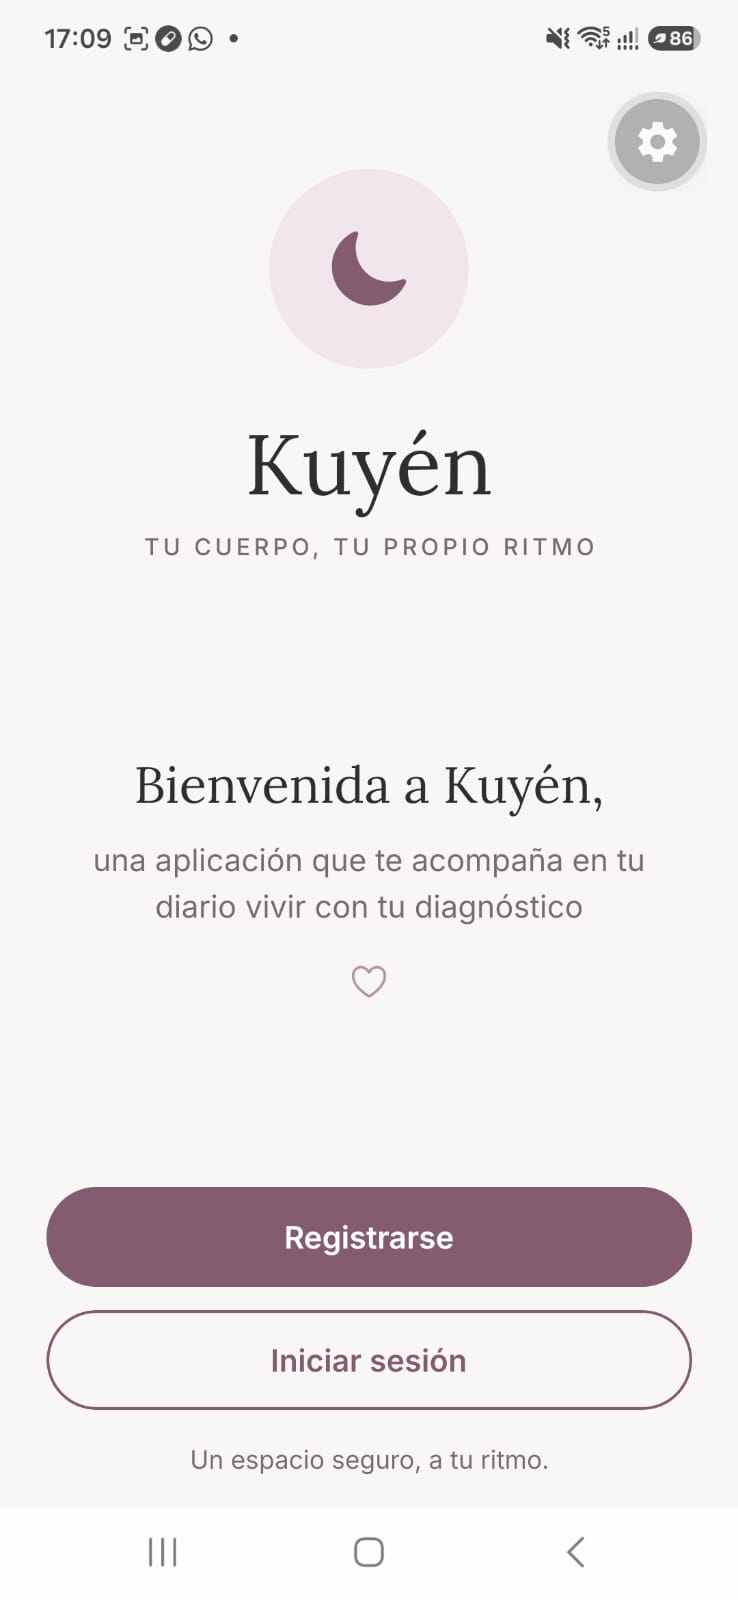 17:09
5
86
Kuyén
TU CUERPO, TU PROPIO RITMO
Bienvenida a Kuyén,
una aplicación que te acompaña en tu
diario vivir con tu diagnóstico
Registrarse
Iniciar sesión
Un espacio seguro, a tu ritmo.